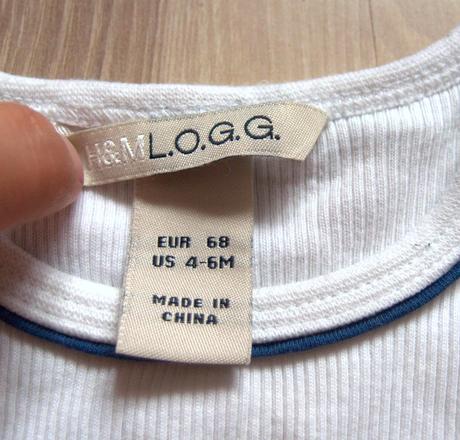 H&M L.O.G.G.
EUR 68
US 4-6M
MADE IN
CHINA